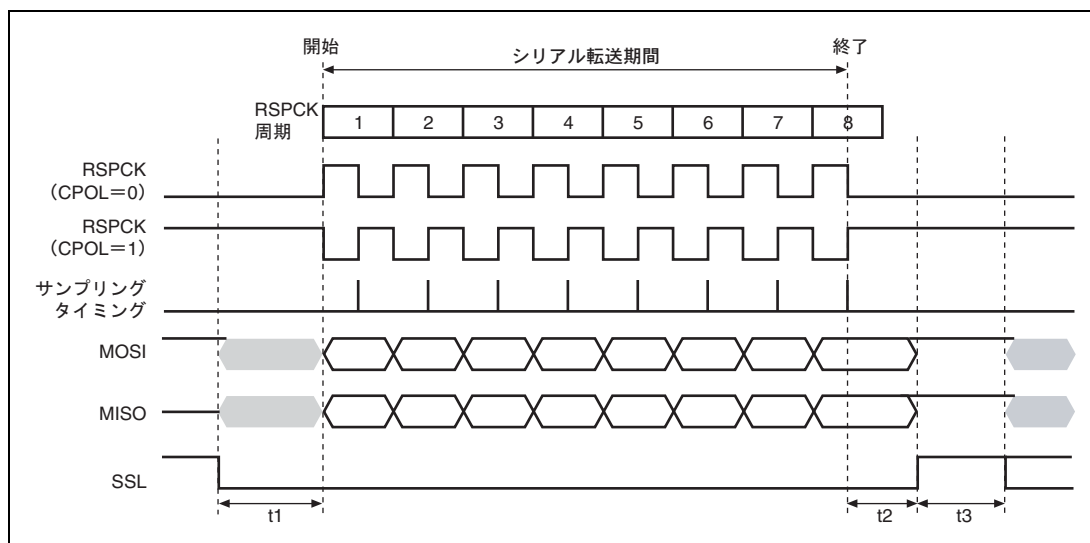 開始
終了
シリアル転送期間
RSPCK
周期
1 2 3 4 5 6 7 8
RSPCK
(CPOL=0)
RSPCK
(CPOL=1)
サンプリング
タイミング
MOSI
MISO
SSL
t1
t2
t3